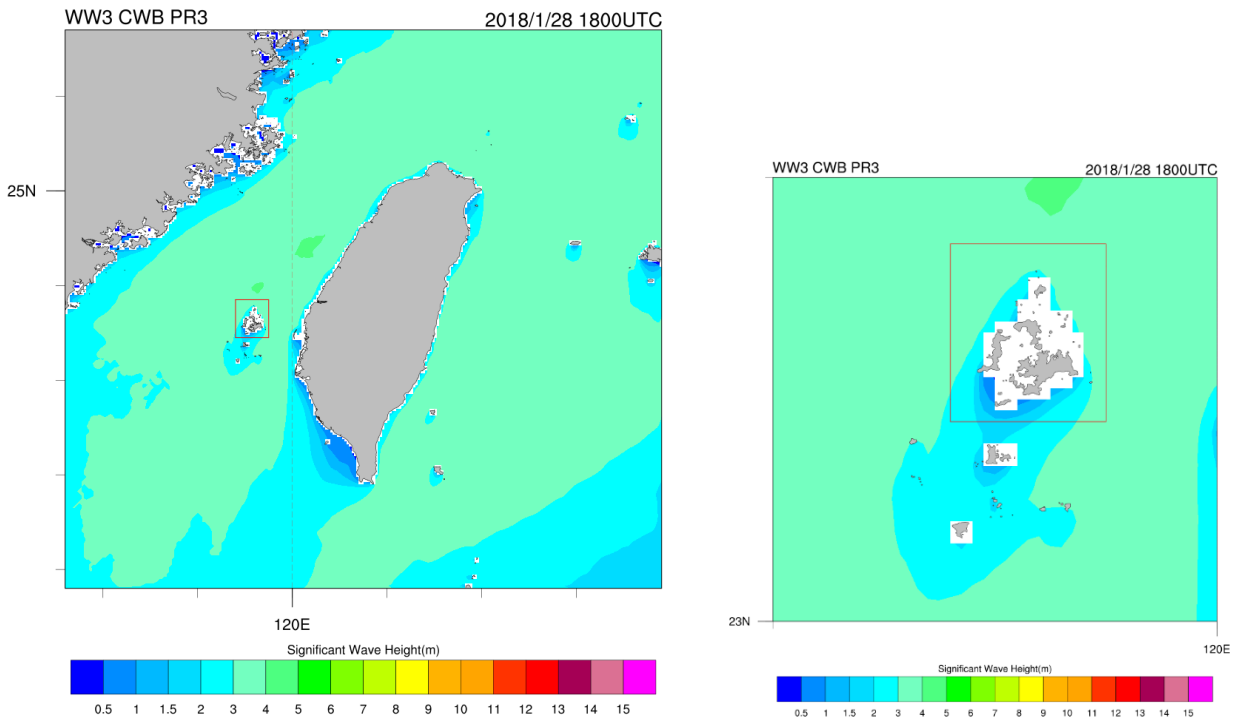 WW3 CWB PR3 2018/1/28 1800UTC
25N
120E
Significant Wave Height(m)
0.5 1 1.5 2 3 4 5 6 7 8 9 10 11 12 13 14 15
WW3 CWB PR3 2018/1/28 1800UTC
23N
120E
Significant Wave Height(m)
0.5 1 1.5 2 3 4 5 6 7 8 9 10 11 12 13 14 15